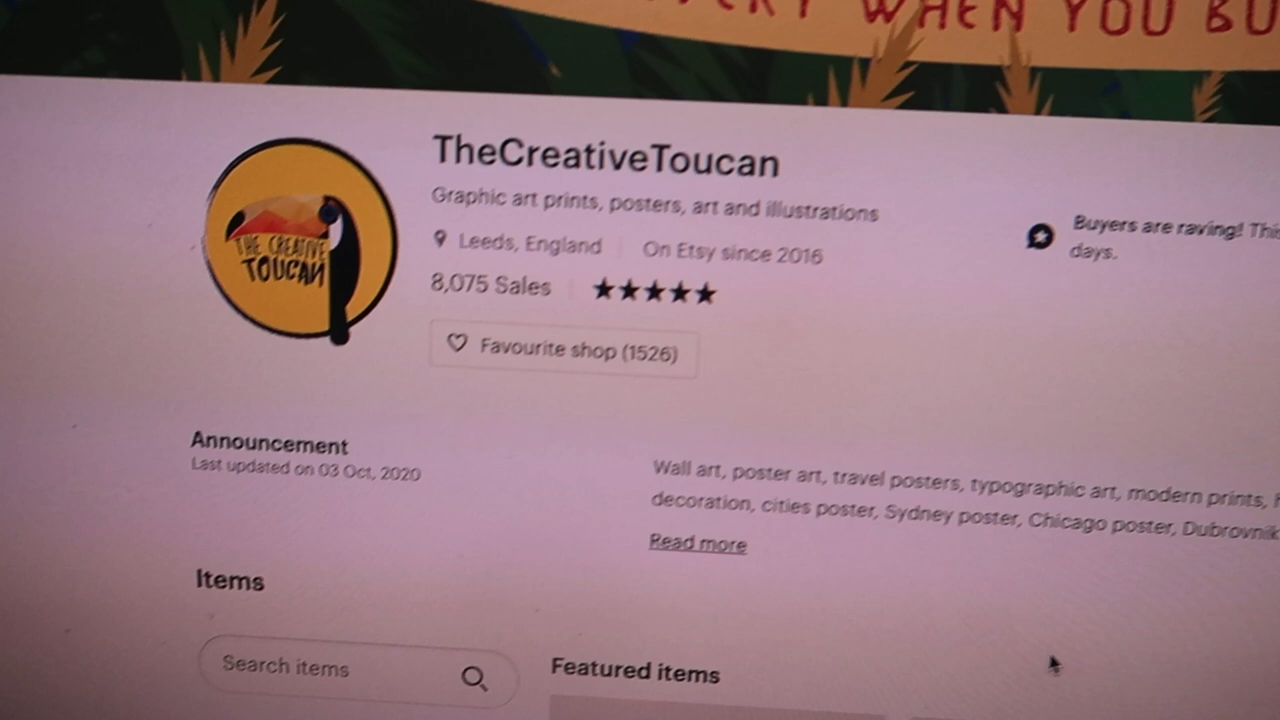 WHEN YOU BU
TheCreativeToucan
Graphic art prints, posters, art and illustrations
Leeds, England
On Etsy since 2016
8,075 Sales
Favourite shop (1526)
THE CREATIVE
TOUCAN
Buyers are raving! This
days.
Announcement
Last updated on 03 Oct, 2020
Wall art, poster art, travel posters, typographic art, modern prints,
decoration, cities poster, Sydney poster, Chicago poster, Dubrovnik
Read more
Items
Search items
Featured items